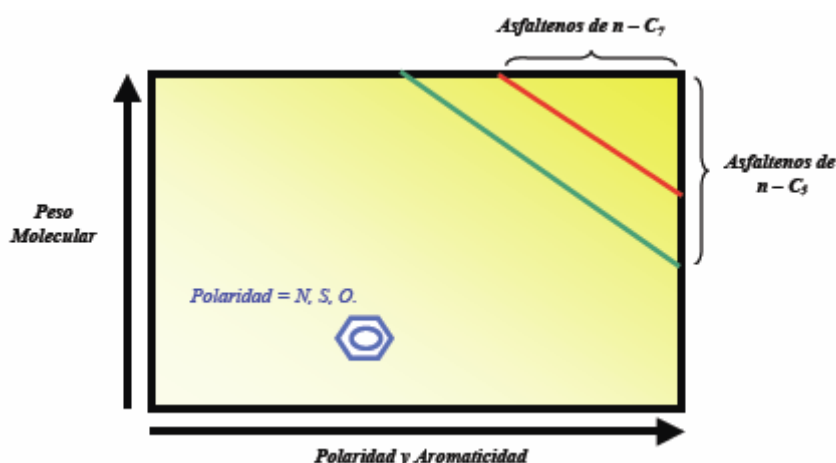 Asfaltenos de n – C₇
Asfaltenos de
n – C₅
Peso
Molecular
Polaridad = N, S, O.
Polaridad y Aromaticidad